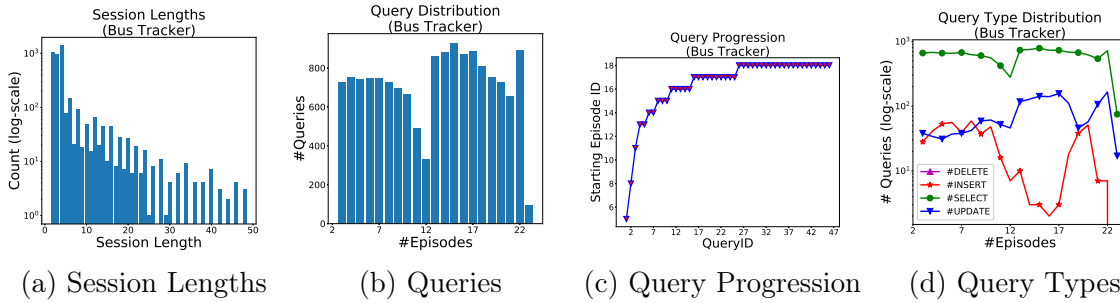 Session Lengths
(Bus Tracker)
Count (log-scale)
10³
10²
10¹
10⁰
0 10 20 30 40 50
Session Length
(a) Session Lengths
Query Distribution
(Bus Tracker)
#Queries
800
600
400
200
0
2 7 12 17 22
#Episodes
(b) Queries
Query Progression
(Bus Tracker)
Starting Episode ID
18
16
14
12
10
8
6
2 7 12 17 22 27 32 37 42 47
QueryID
(c) Query Progression
Query Type Distribution
(Bus Tracker)
# Queries (log-scale)
10³
10²
10¹
#DELETE
#INSERT
#SELECT
#UPDATE
2 7 12 17 22
#Episodes
(d) Query Types